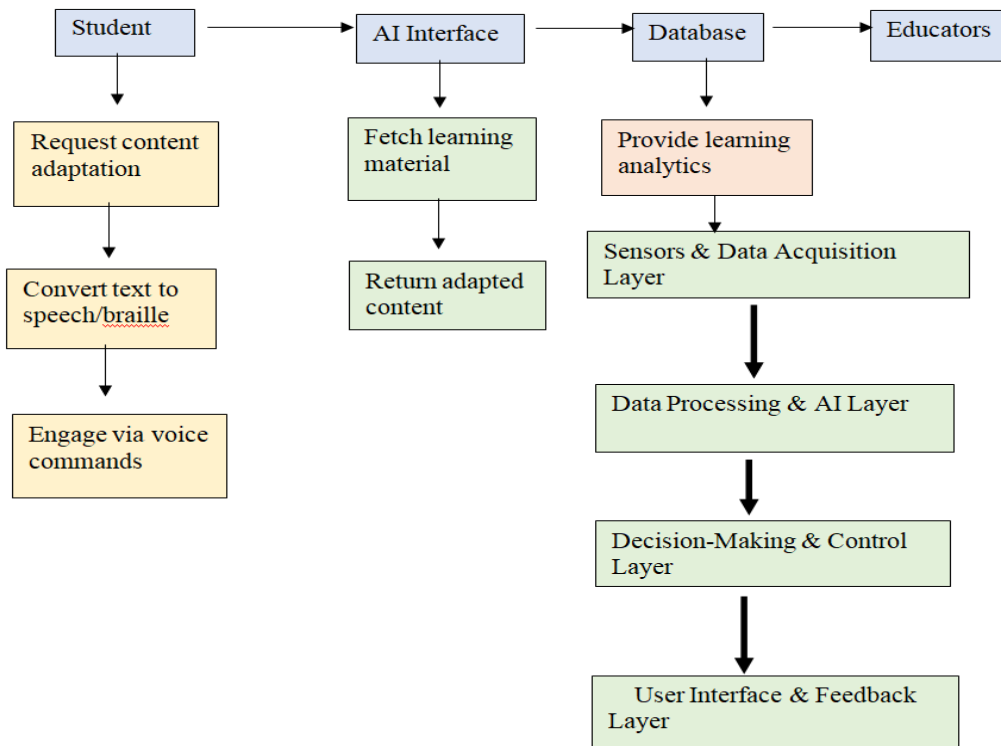 Student
AI Interface
Database
Educators
Request content
adaptation
Fetch learning
material
Provide learning
analytics
Convert text to
speech/braille
Return adapted
content
Sensors & Data Acquisition
Layer
Engage via voice
commands
Data Processing & AI Layer
Decision-Making & Control
Layer
User Interface & Feedback
Layer